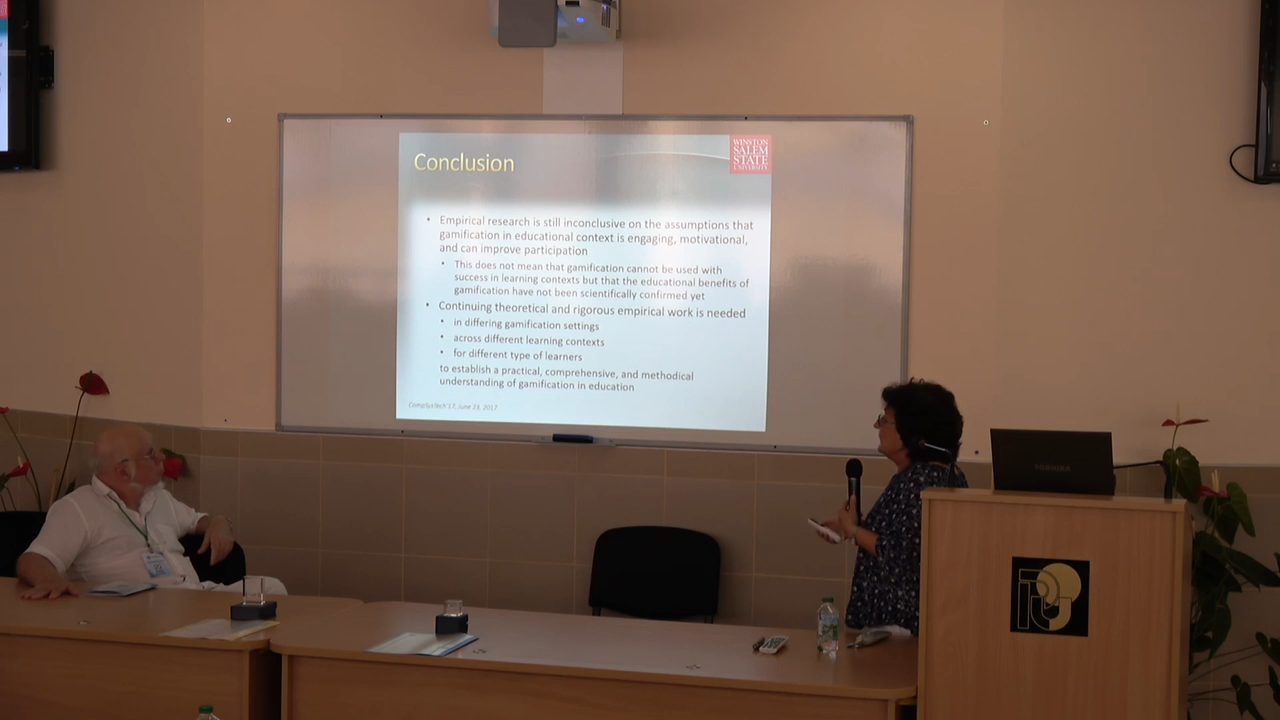 WINSTON
SALEM
STATE
UNIVERSITY
Conclusion
• Empirical research is still inconclusive on the assumptions that
gamification in educational context is engaging, motivational,
and can improve participation
• This does not mean that gamification cannot be used with
success in learning contexts but that the educational benefits of
gamification have not been scientifically confirmed yet
• Continuing theoretical and rigorous empirical work is needed
• in differing gamification settings
• across different learning contexts
• for different type of learners
to establish a practical, comprehensive, and methodical
understanding of gamification in education
CompSysTech'17, June 23, 2017
TOSHIBA